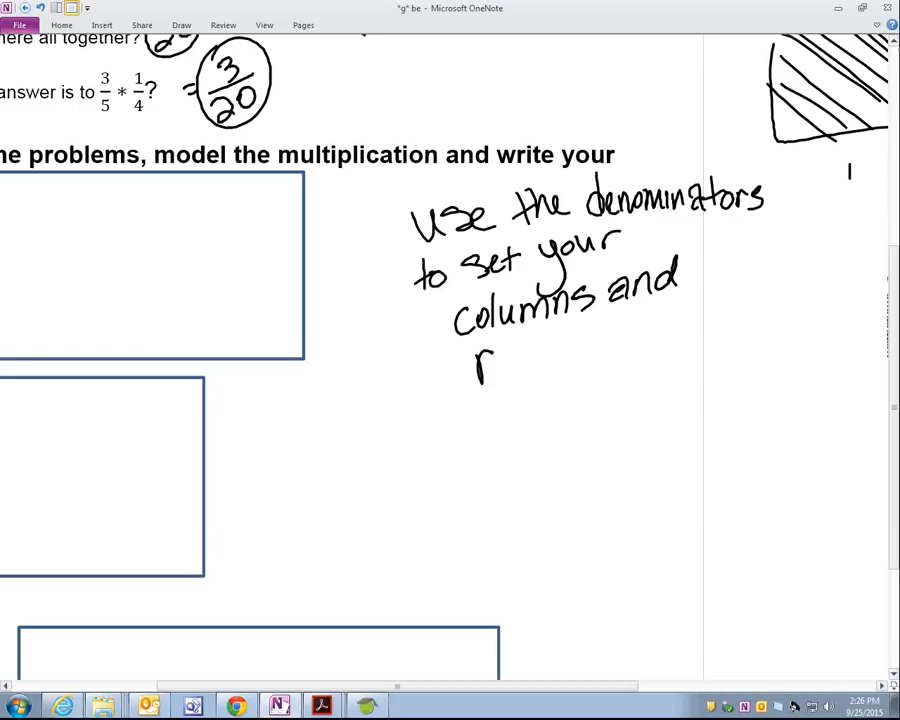 "g" be - Microsoft OneNote
File Home Insert Share Draw Review View Pages
here all together?
answer is to 3/5 * 1/4? = 3/20
he problems, model the multiplication and write your
use the denominators
to set your
columns and
r
2:26 PM
9/25/2015